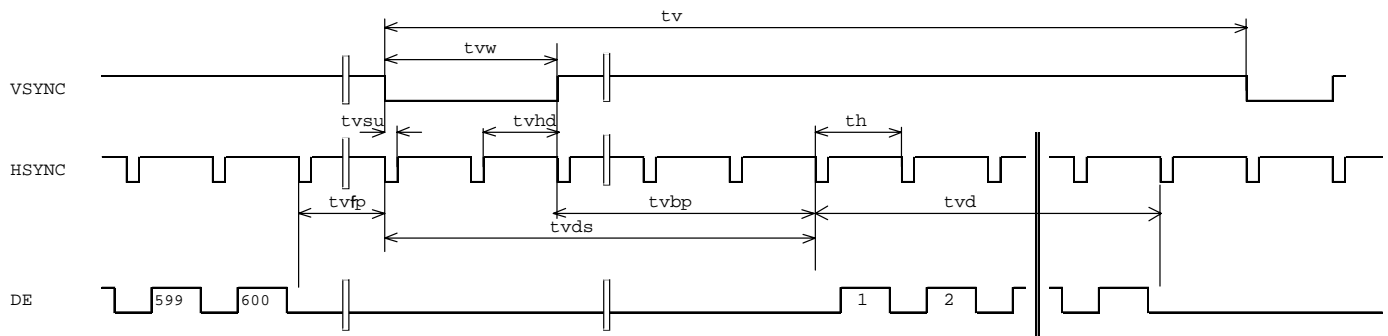 tv
tvw
VSYNC
tvsu
tvhd
th
HSYNC
tvfp
tvbp
tvd
tvds
DE
599
600
1
2